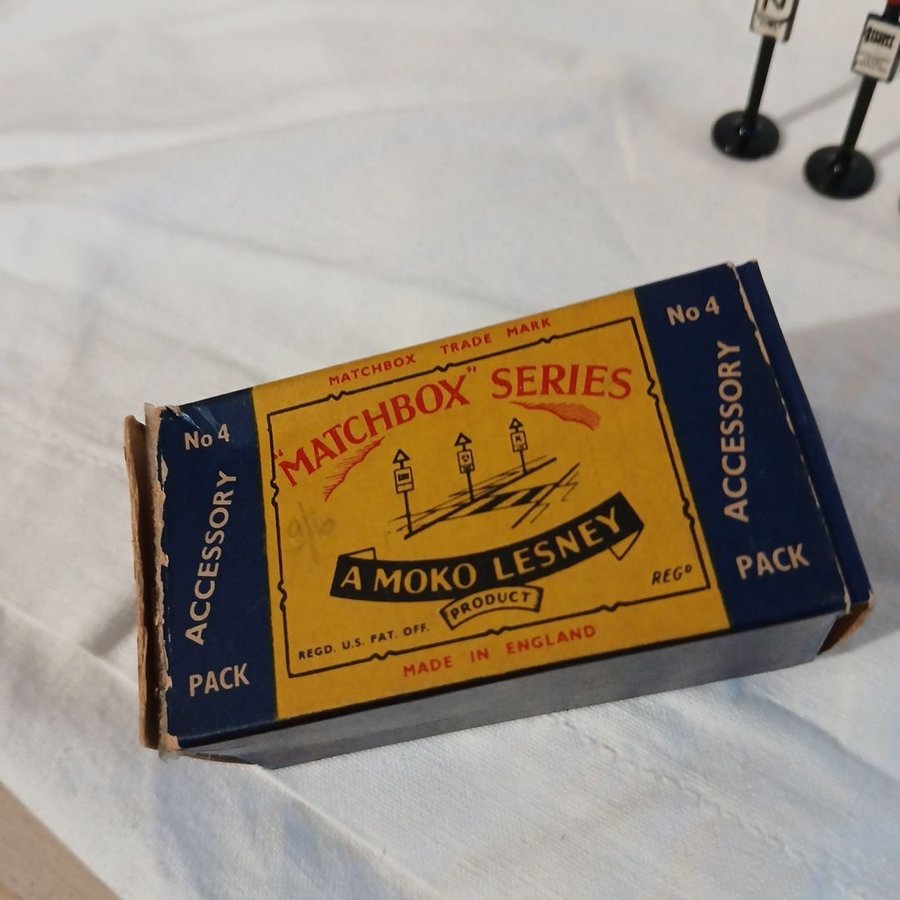 MATCHBOX TRADE MARK
"MATCHBOX" SERIES
A MOKO LESNEY
PRODUCT
REGD. U.S. PAT. OFF.
REGD
MADE IN ENGLAND
No 4
ACCESSORY
PACK
No 4
ACCESSORY
PACK